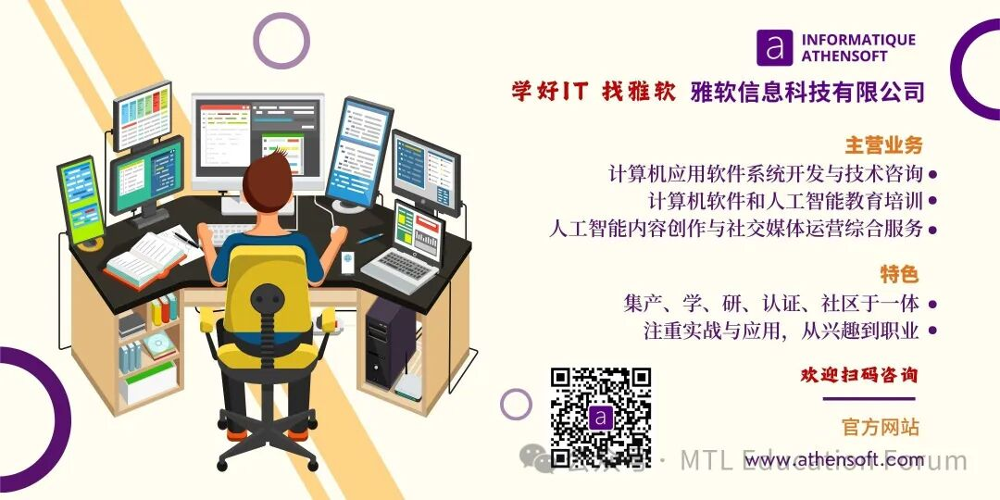 a
INFORMATIQUE
ATHENSOFT
学好IT 找雅软 雅软信息科技有限公司
主营业务
计算机应用软件系统开发与技术咨询 ●
计算机软件和人工智能教育培训 ●
人工智能内容创作与社交媒体运营综合服务 ●
特色
集产、学、研、认证、社区于一体 ●
注重实战与应用，从兴趣到职业 ●
欢迎扫码咨询
a
官方网站
www.athensoft.com
公众号 · MTL Education Forum